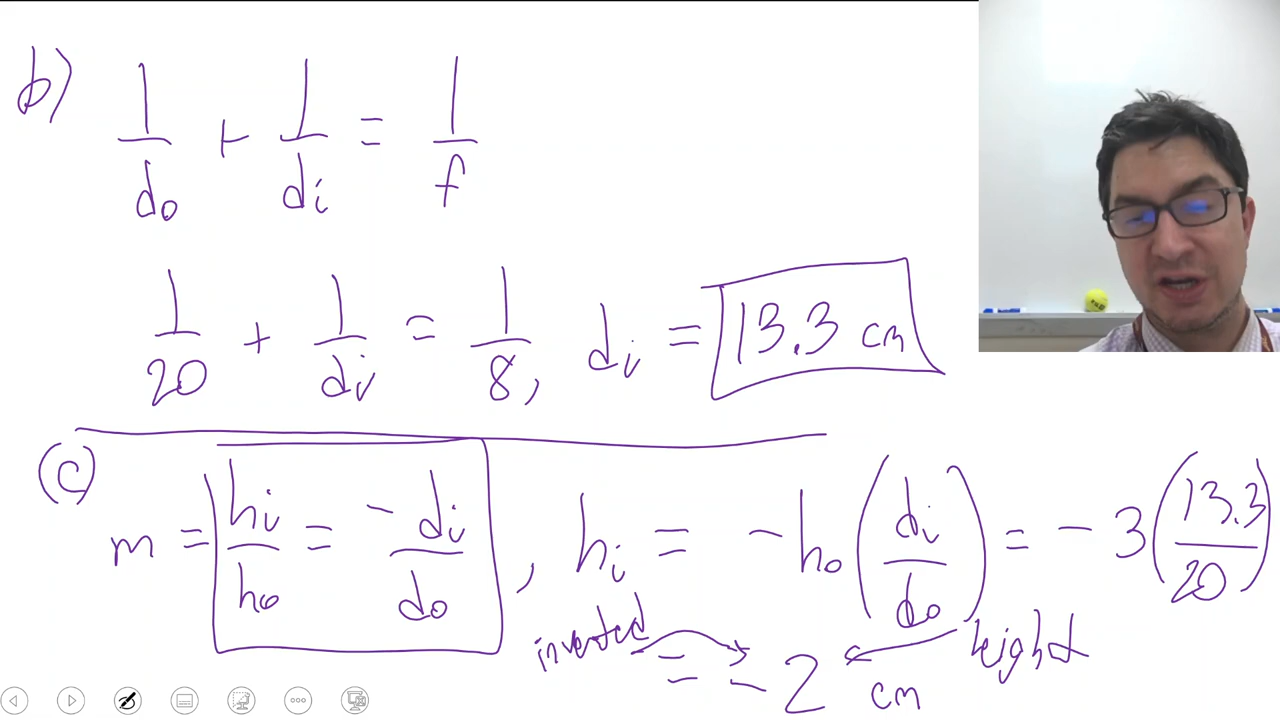 b) 1/do + 1/di = 1/f
1/20 + 1/di = 1/8, di = 13.3 cm
(c) m = hi/ho = -di/do, hi = -ho(di/do) = -3(13.3/20)
inverted height
= -2 cm